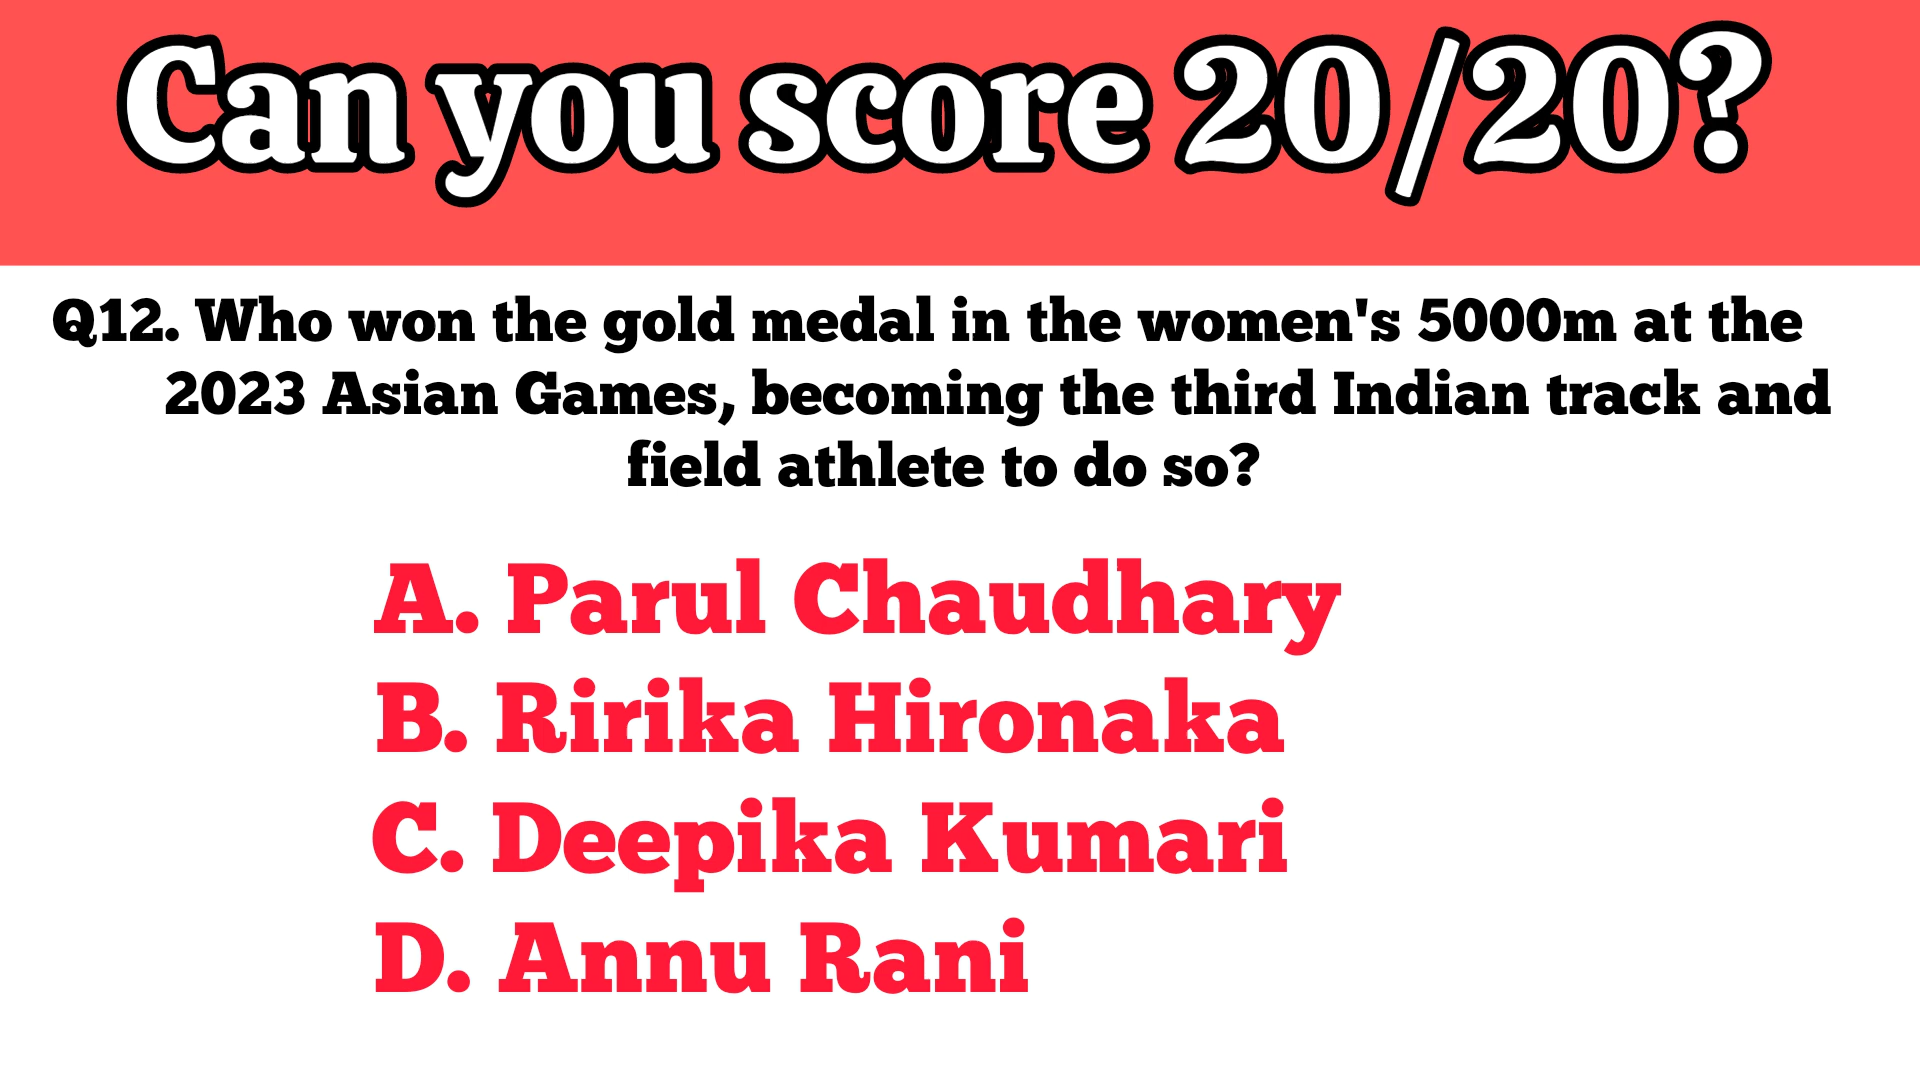 Can you score 20/20?
Q12. Who won the gold medal in the women's 5000m at the
2023 Asian Games, becoming the third Indian track and
field athlete to do so?
A. Parul Chaudhary
B. Ririka Hironaka
C. Deepika Kumari
D. Annu Rani